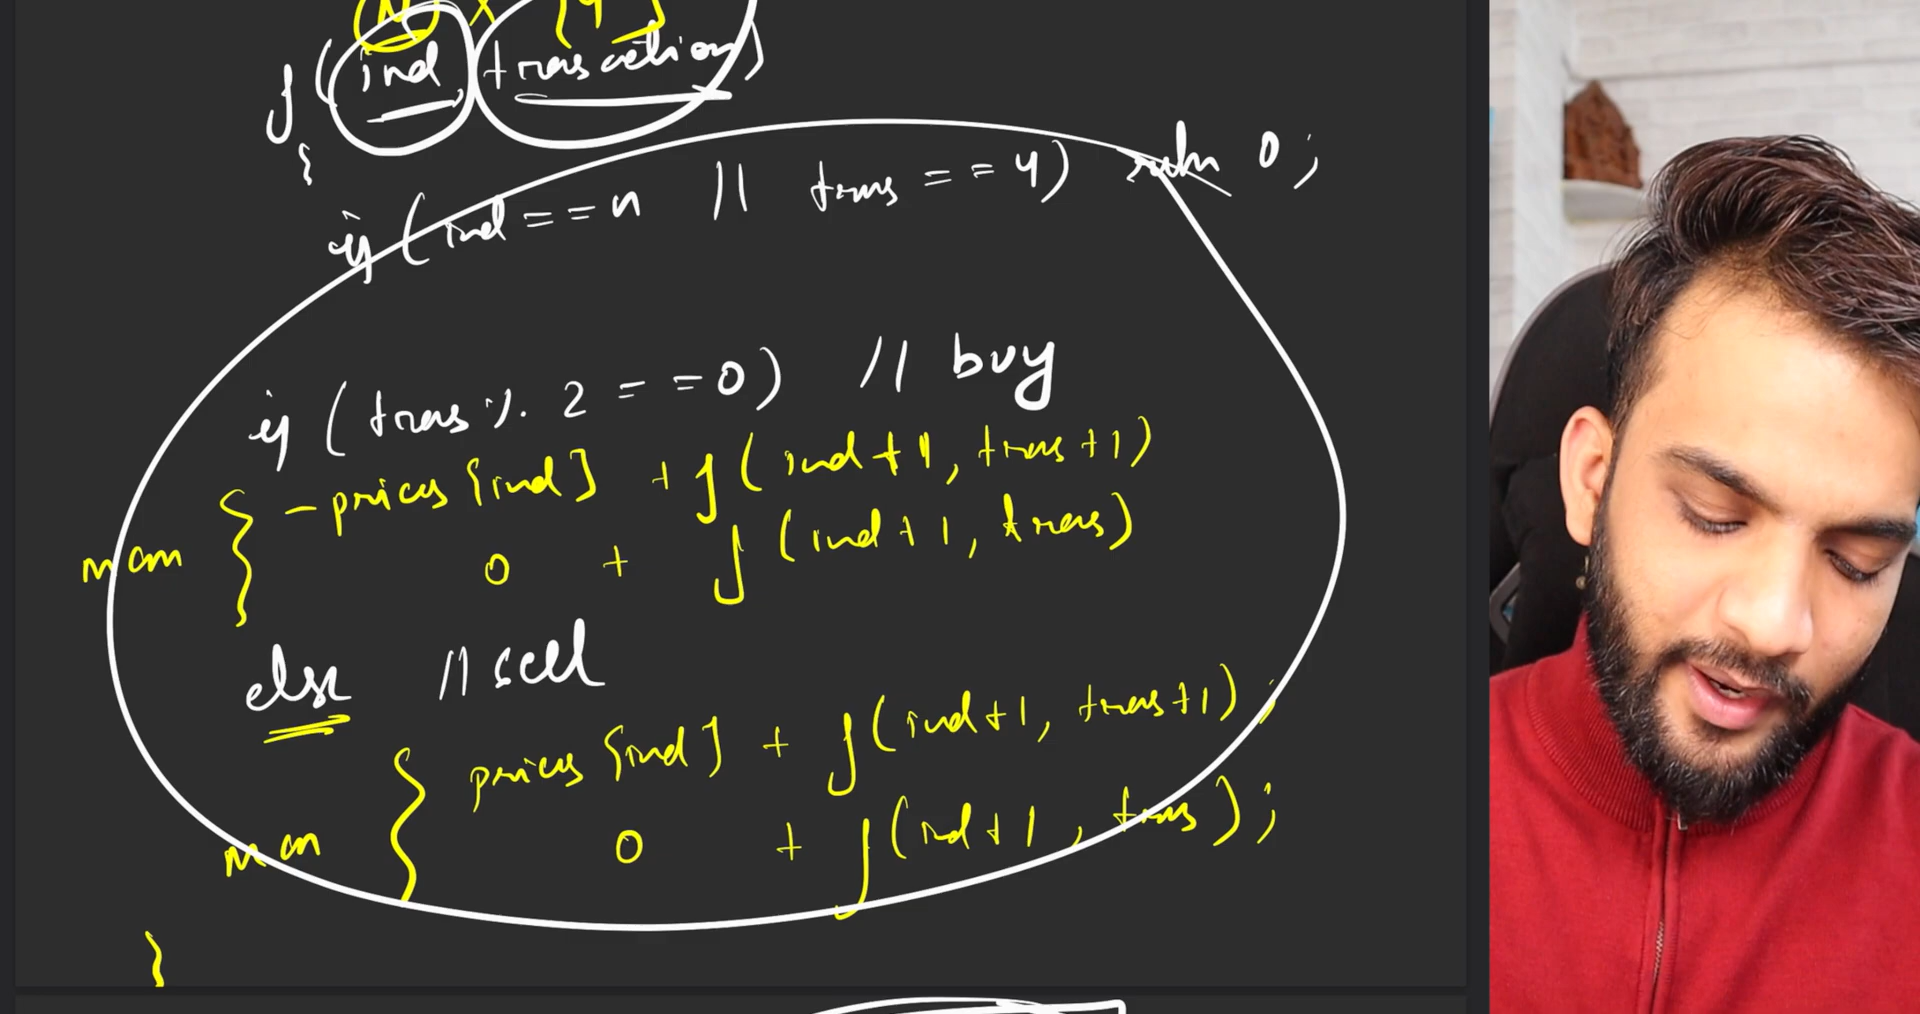 f(ind, transaction)
{
if (ind == n || trans == 4) return 0;
if (trans % 2 == 0) // buy
max { -prices[ind] + f(ind+1, trans+1)
0 + f(ind+1, trans)
else // sell
max { prices[ind] + f(ind+1, trans+1);
0 + f(ind+1, trans);
}